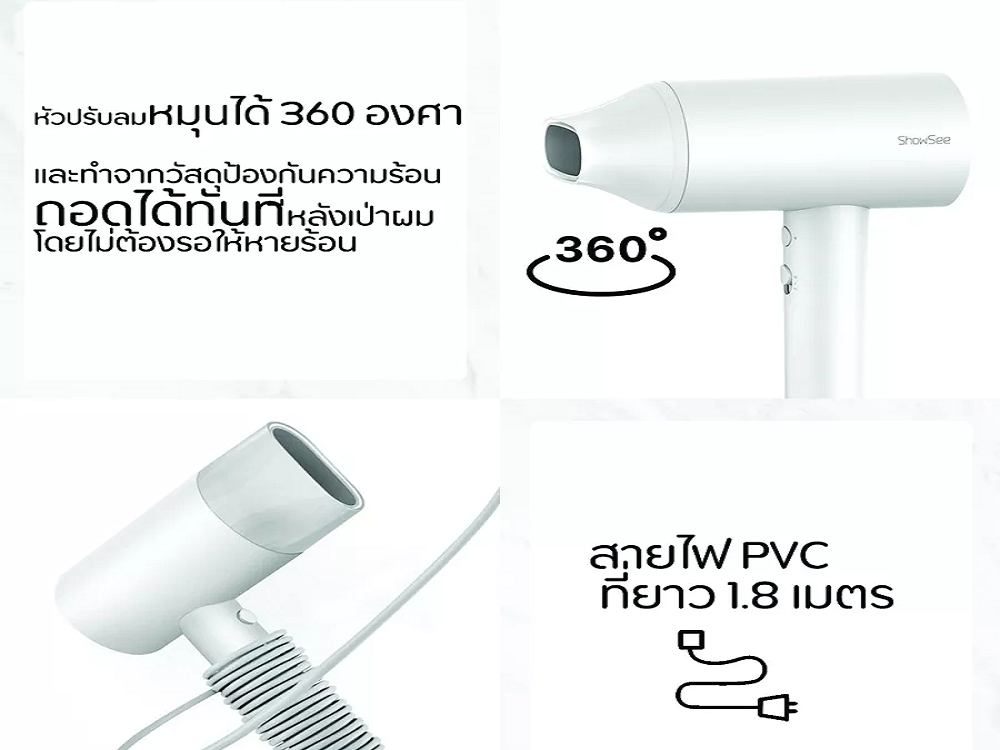 หัวปรับลมหมุนได้ 360 องศา
และทำจากวัสดุป้องกันความร้อน
ถอดได้ทันทีหลังเป่าผม
โดยไม่ต้องรอให้หายร้อน
ShowSee
360°
สายไฟ PVC
ที่ยาว 1.8 เมตร